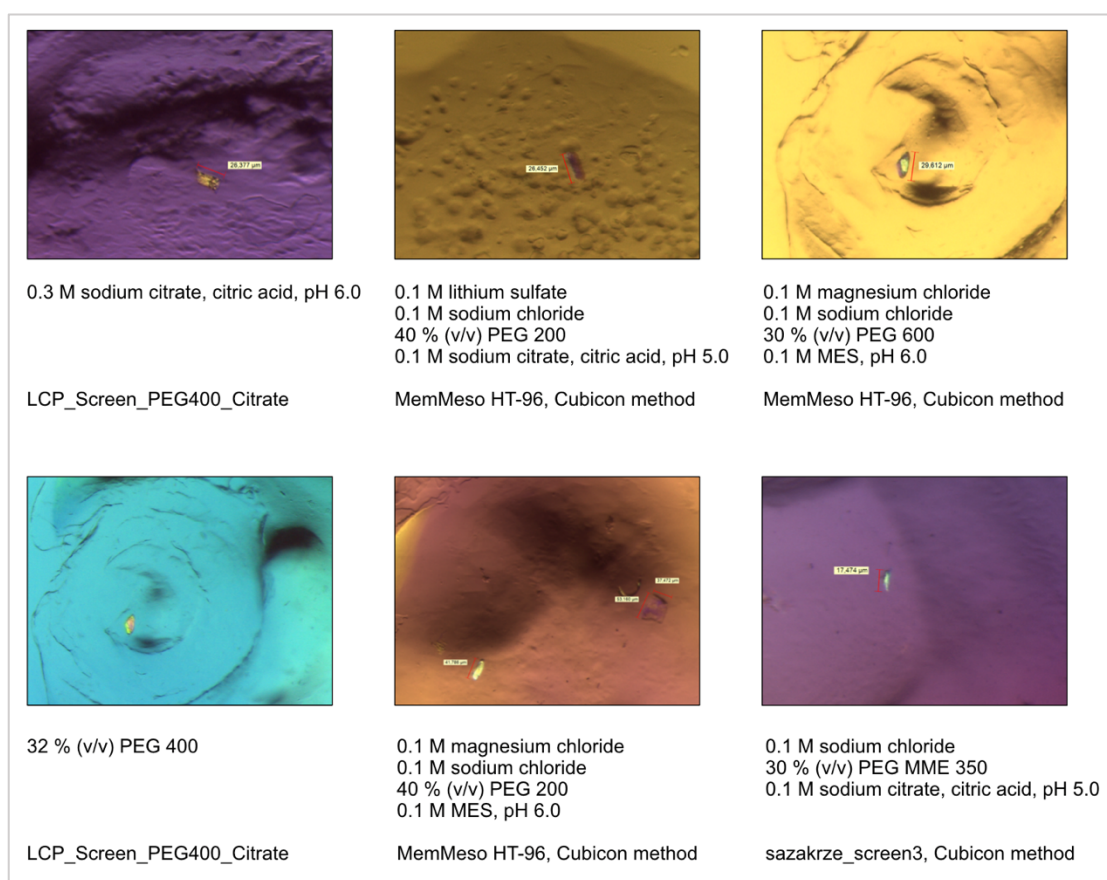 26,377 µm
26,452 µm
29,612 µm
0.3 M sodium citrate, citric acid, pH 6.0
LCP_Screen_PEG400_Citrate
0.1 M lithium sulfate
0.1 M sodium chloride
40 % (v/v) PEG 200
0.1 M sodium citrate, citric acid, pH 5.0
MemMeso HT-96, Cubicon method
0.1 M magnesium chloride
0.1 M sodium chloride
30 % (v/v) PEG 600
0.1 M MES, pH 6.0
MemMeso HT-96, Cubicon method
17,474 µm
32 % (v/v) PEG 400
LCP_Screen_PEG400_Citrate
0.1 M magnesium chloride
0.1 M sodium chloride
40 % (v/v) PEG 200
0.1 M MES, pH 6.0
MemMeso HT-96, Cubicon method
0.1 M sodium chloride
30 % (v/v) PEG MME 350
0.1 M sodium citrate, citric acid, pH 5.0
sazakrze_screen3, Cubicon method